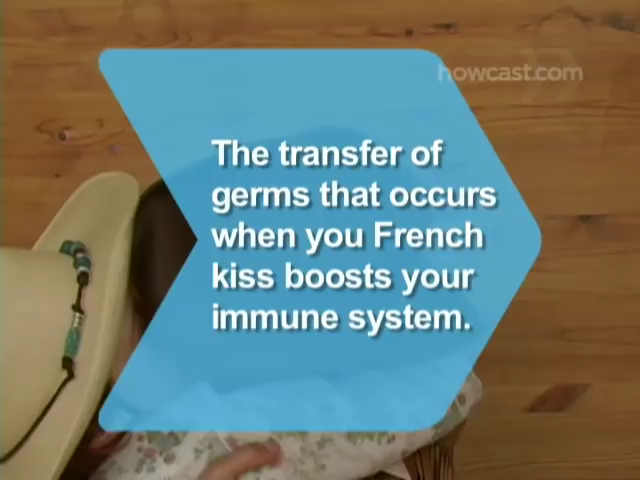 howcast.com
The transfer of
germs that occurs
when you French
kiss boosts your
immune system.